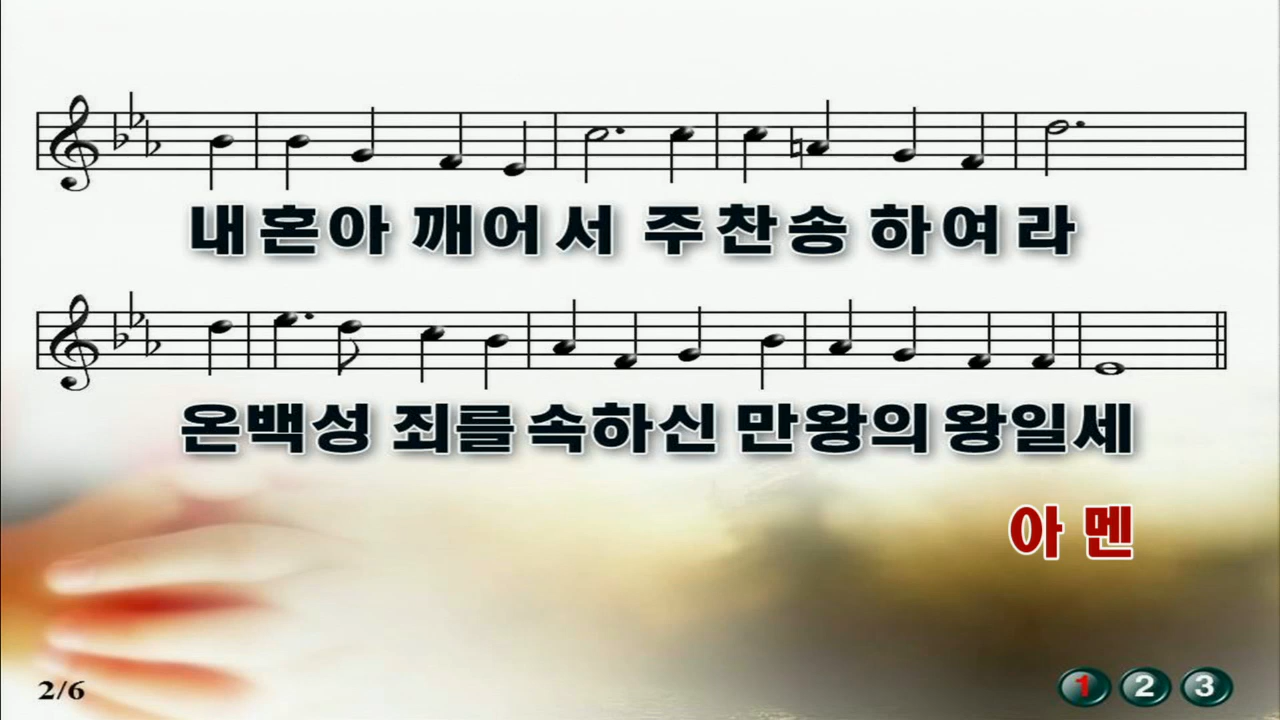 내혼아 깨어서 주찬송 하여라
온백성 죄를속하신 만왕의왕일세
아멘
2/6
1 2 3